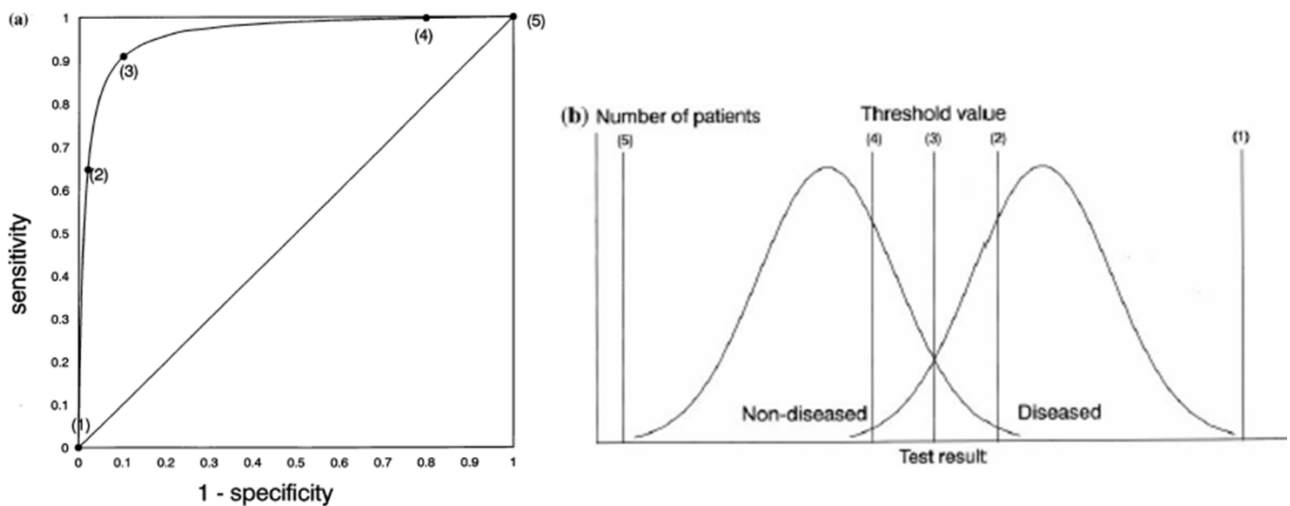 (a)
1
0.9
0.8
0.7
0.6
0.5
0.4
0.3
0.2
0.1
0
sensitivity
(1)
(2)
(3)
(4)
(5)
0 0.1 0.2 0.3 0.4 0.5 0.6 0.7 0.8 0.9 1
1 - specificity
(b) Number of patients Threshold value
(5) (4) (3) (2) (1)
Non-diseased Diseased
Test result